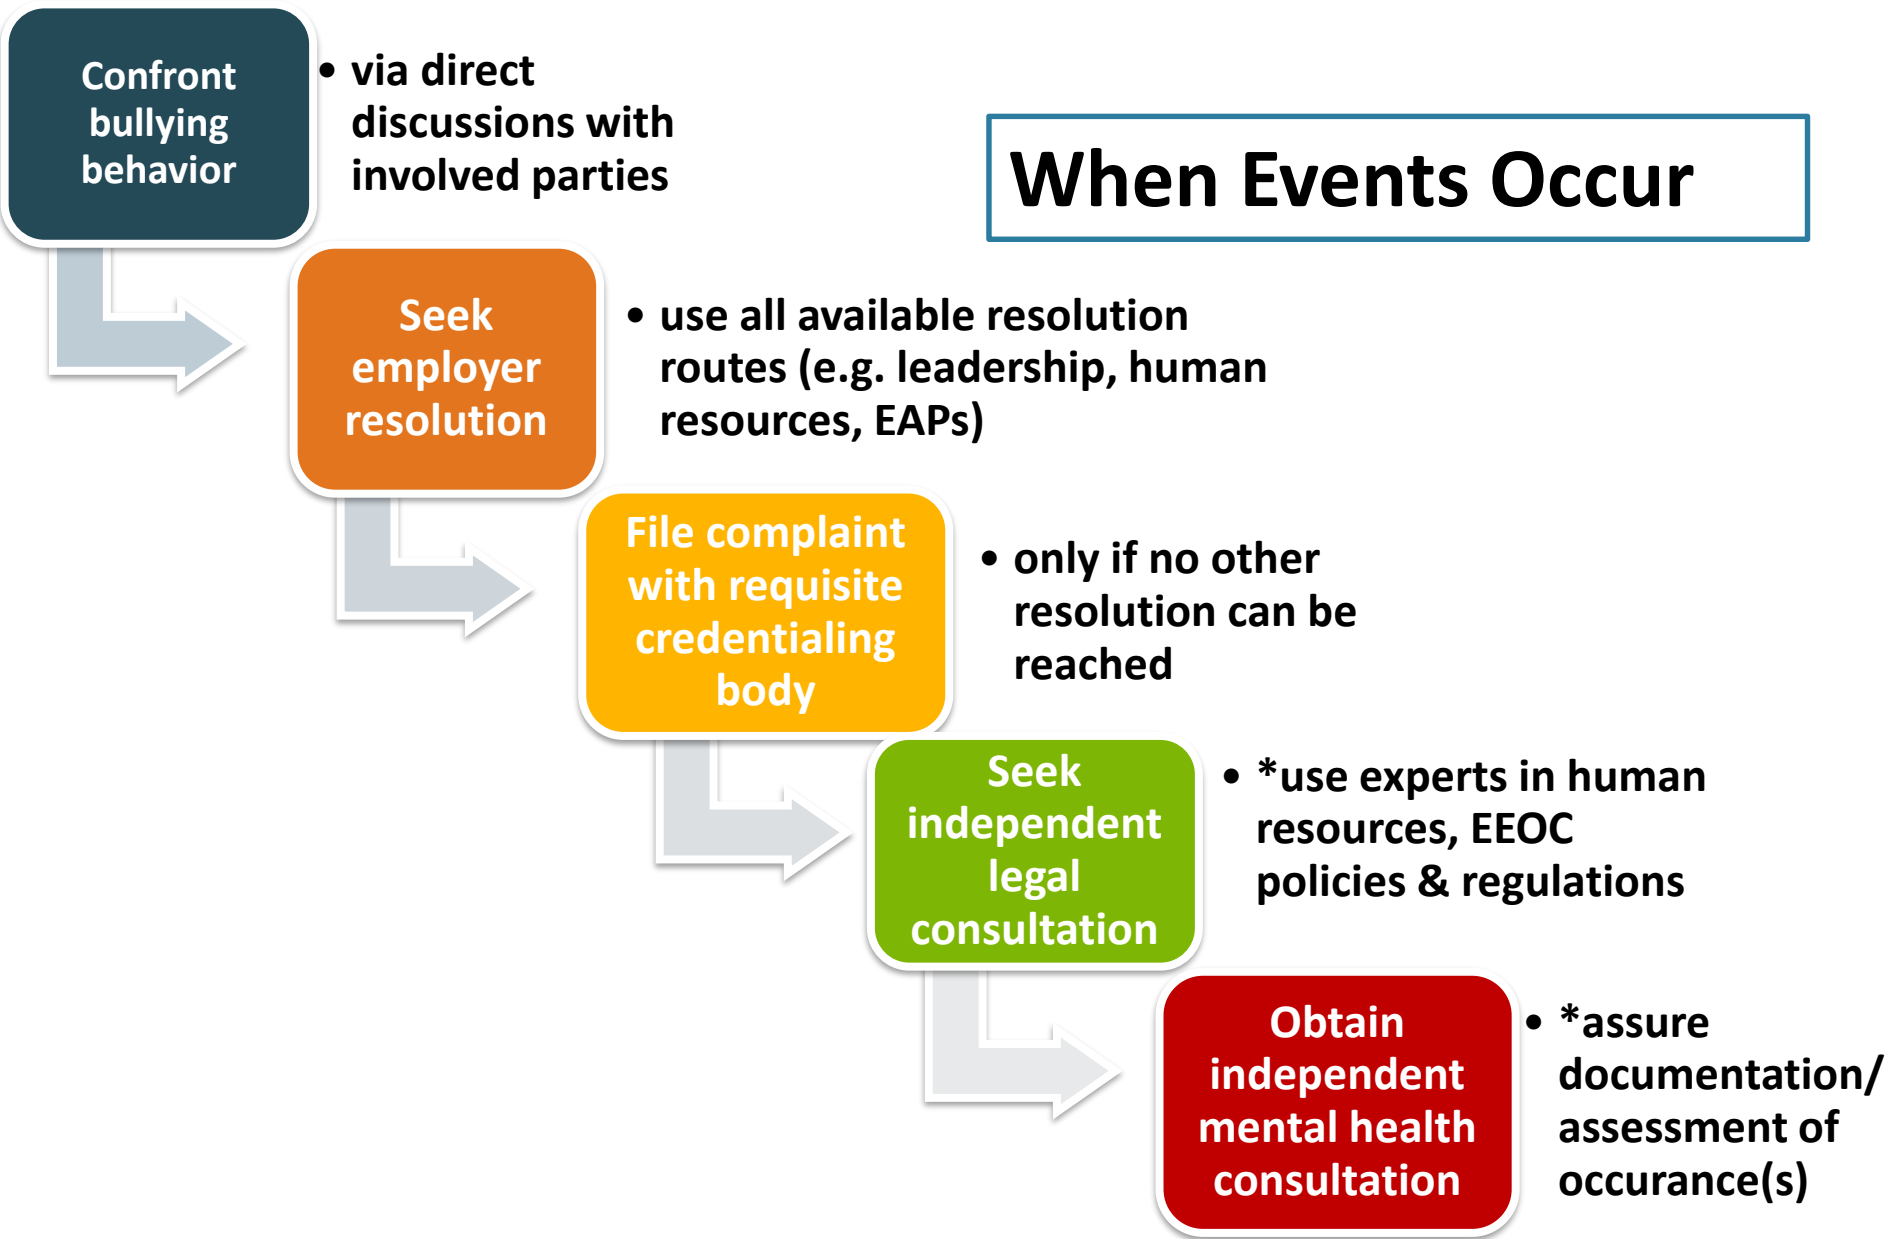 When Events Occur
Confront
bullying
behavior
• via direct
discussions with
involved parties
Seek
employer
resolution
• use all available resolution
routes (e.g. leadership, human
resources, EAPs)
File complaint
with requisite
credentialing
body
• only if no other
resolution can be
reached
Seek
independent
legal
consultation
• *use experts in human
resources, EEOC
policies & regulations
Obtain
independent
mental health
consultation
• *assure
documentation/
assessment of
occurance(s)